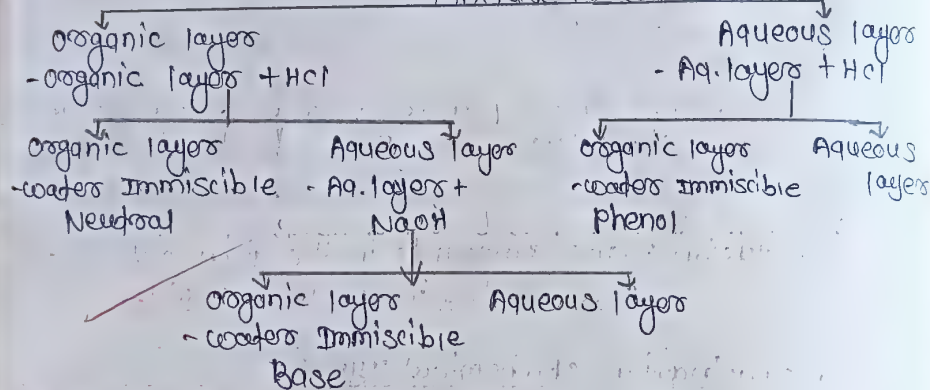 Organic layer
Aqueous layer
- Organic layer + HCl
- Aq. layer + HCl
Organic layer
Aqueous layer
Organic layer
Aqueous layer
- water Immiscible Neutral
- Aq. layer + NaOH
- water Immiscible Phenol
Organic layer
Aqueous layer
- water Immiscible
Base